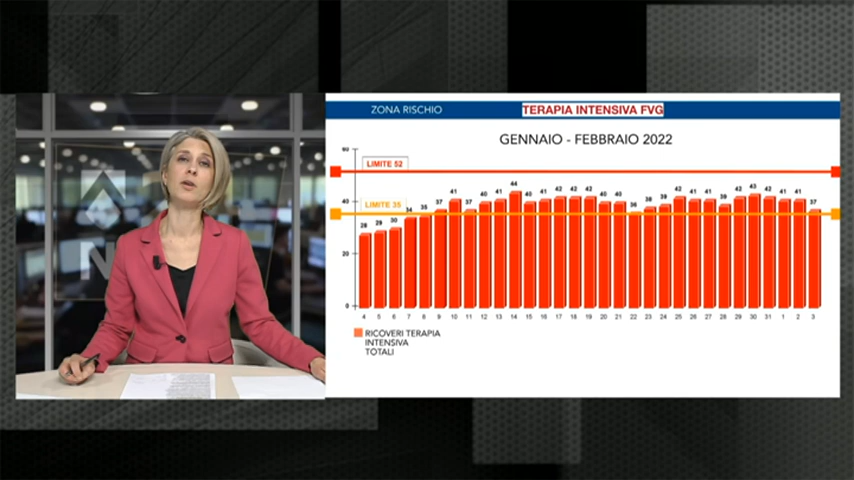 ZONA RISCHIO TERAPIA INTENSIVA FVG
GENNAIO - FEBBRAIO 2022
60
LIMITE 52
40
LIMITE 35
28 29 30 34 35 37 41 37 40 41 44 40 41 42 42 42 40 40 36 38 39 42 41 41 39 42 43 42 41 41 37
20
0
4 5 6 7 8 9 10 11 12 13 14 15 16 17 18 19 20 21 22 23 24 25 26 27 28 29 30 31 1 2 3
RICOVERI TERAPIA
INTENSIVA
TOTALI
N